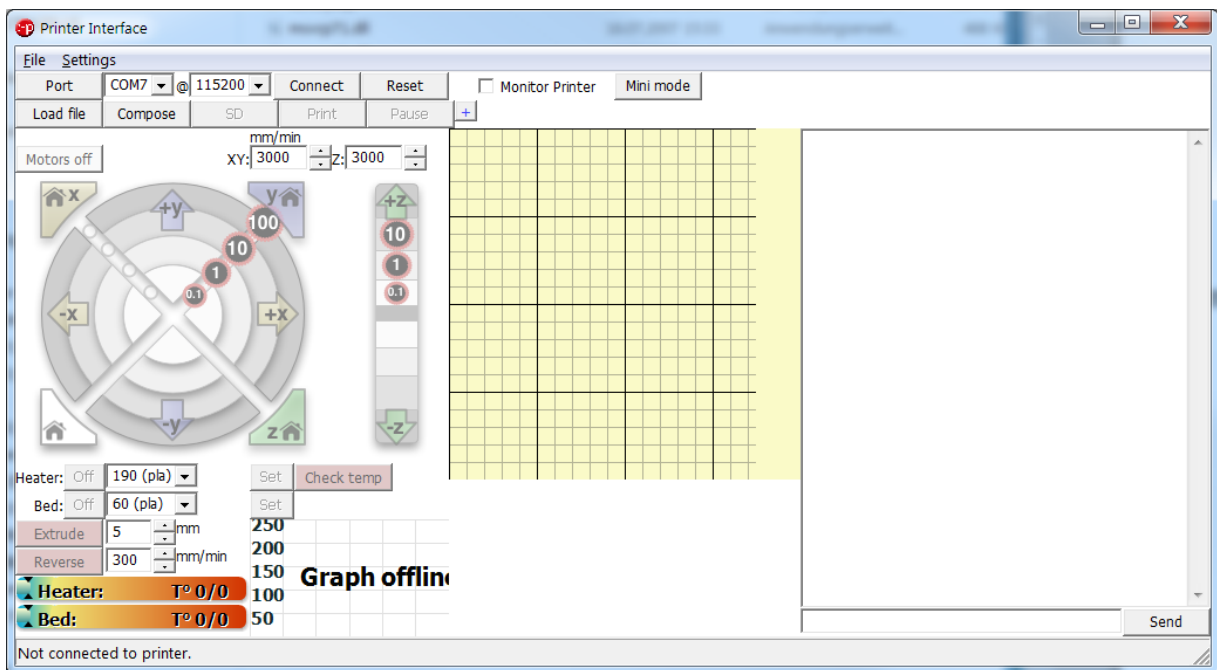 Printer Interface
File Settings
Port COM7 @ 115200 Connect Reset Monitor Printer Mini mode
Load file Compose SD Print Pause +
mm/min
Motors off XY: 3000 Z: 3000
x y
+y +z
100
10 10
1 1
0.1 0.1
-x +x
-y -z
z
Heater: Off 190 (pla) Set Check temp
Bed: Off 60 (pla) Set
Extrude 5 mm
Reverse 300 mm/min
250
200
150 Graph offline
100
50
Heater: T° 0/0
Bed: T° 0/0
Send
Not connected to printer.